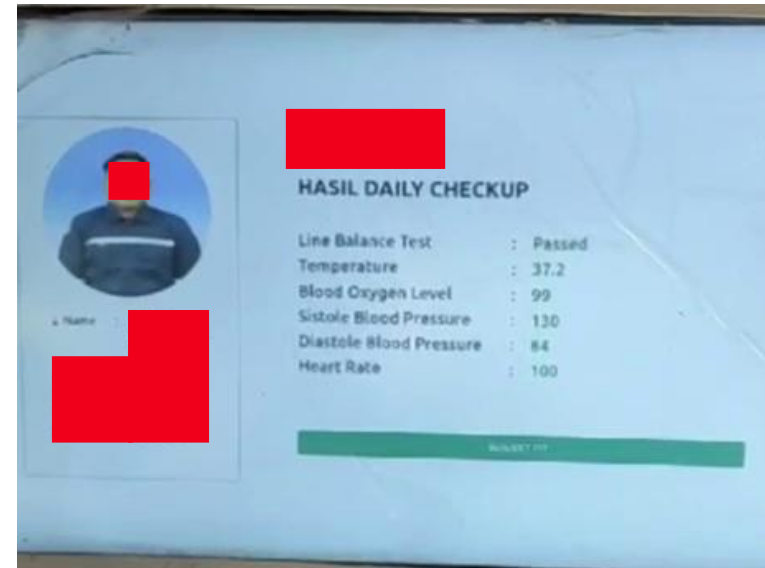 HASIL DAILY CHECKUP
Line Balance Test : Passed
Temperature : 37.2
Blood Oxygen Level : 99
Sistole Blood Pressure : 130
Diastole Blood Pressure : 84
Heart Rate : 100
Name :